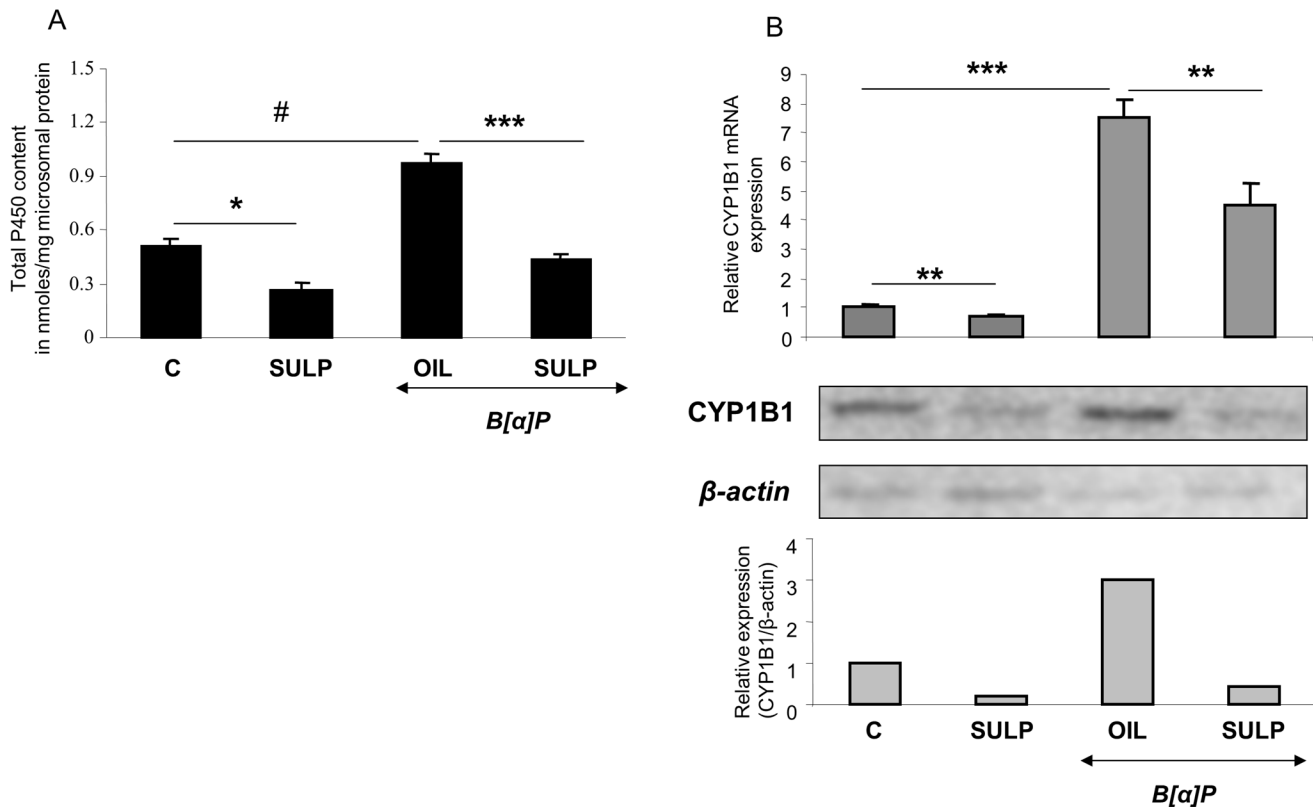 A
Total P450 content
in nmoles/mg microsomal protein
1.5
1.2
0.9
0.6
0.3
0
#
***
*
C SULP OIL SULP
B[α]P
B
Relative CYP1B1 mRNA
expression
9
8
7
6
5
4
3
2
1
0
***
**
**
CYP1B1
β-actin
Relative expression
(CYP1B1/β-actin)
4
3
2
1
0
C SULP OIL SULP
B[α]P